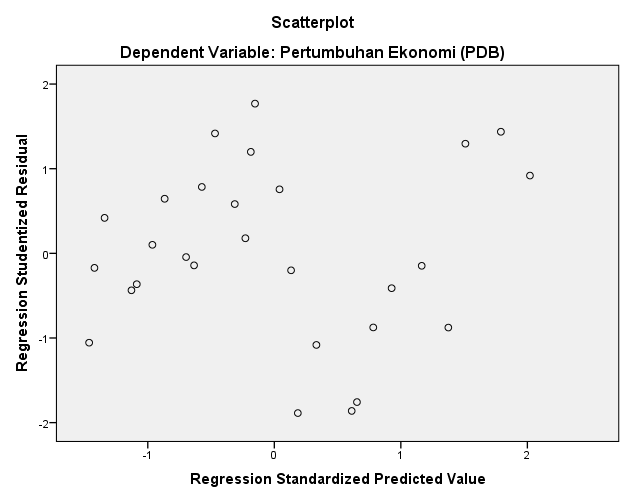 Scatterplot
Dependent Variable: Pertumbuhan Ekonomi (PDB)
Regression Studentized Residual
2
1
0
-1
-2
-1 0 1 2
Regression Standardized Predicted Value